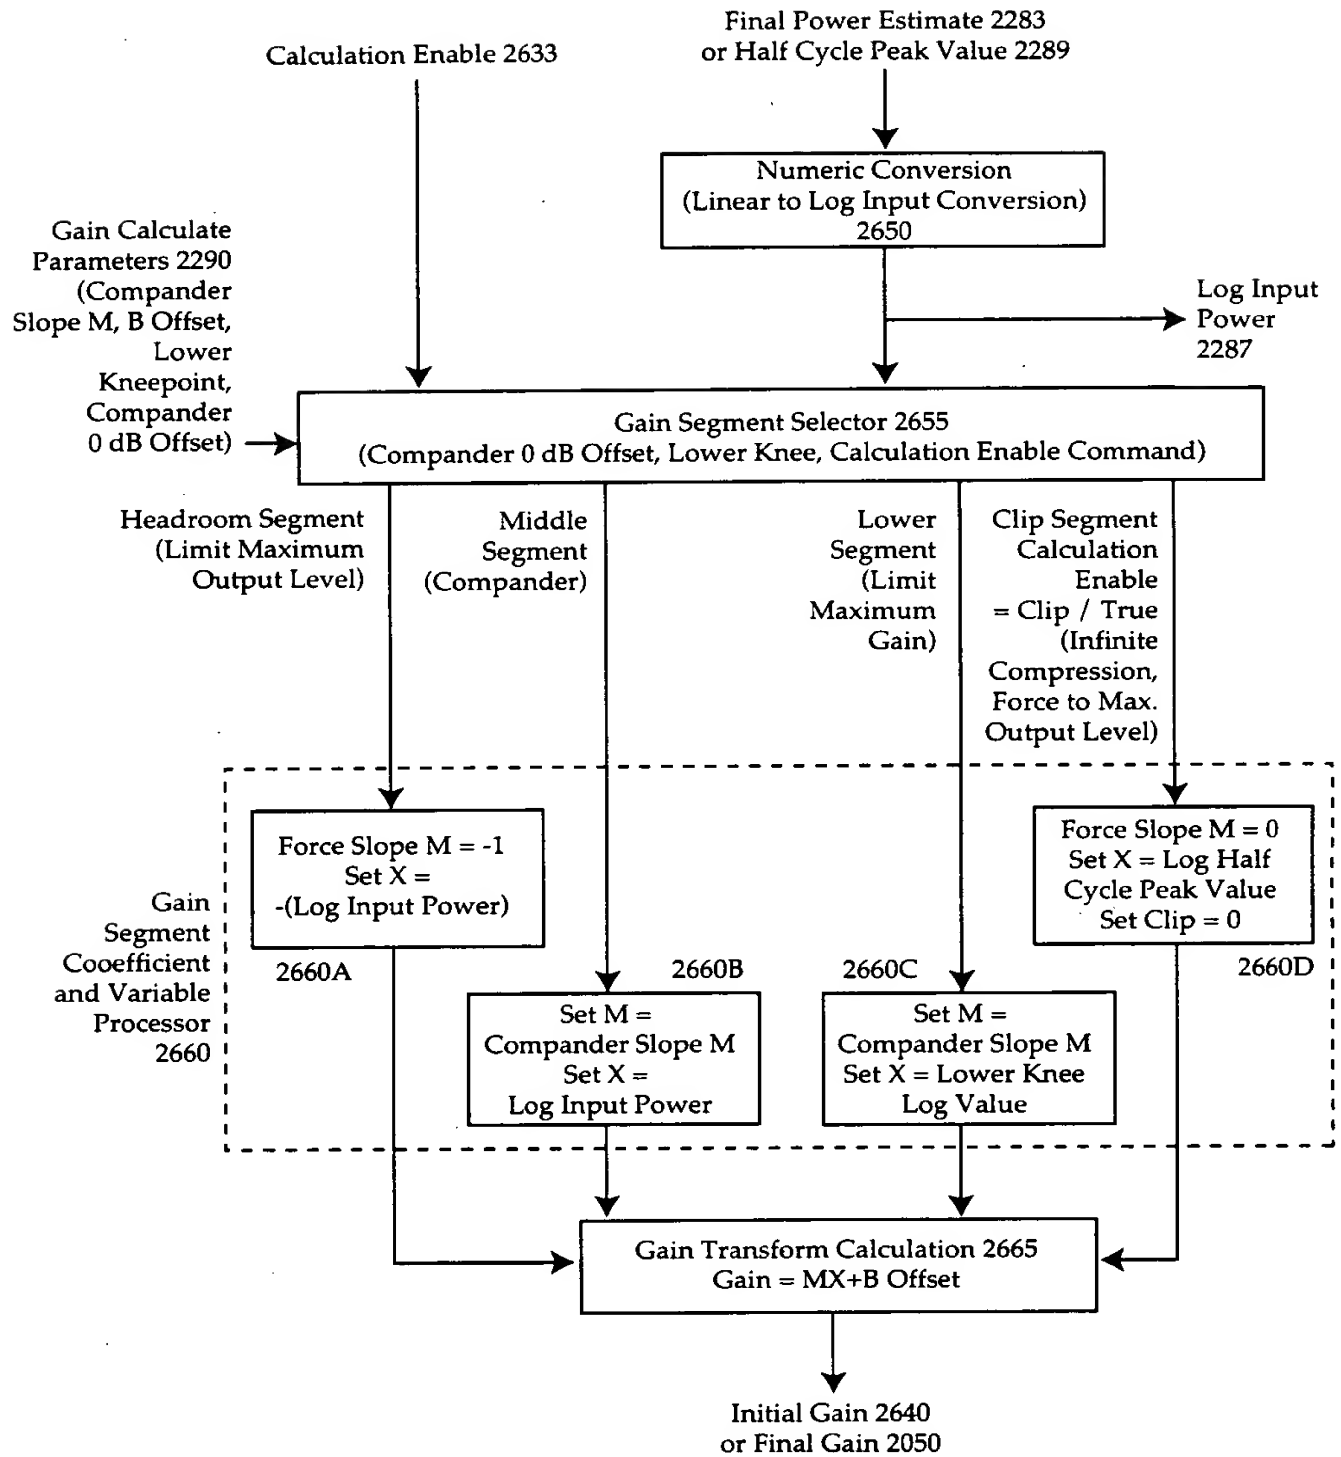 Final Power Estimate 2283
or Half Cycle Peak Value 2289
Calculation Enable 2633
Numeric Conversion
(Linear to Log Input Conversion)
2650
Gain Calculate
Parameters 2290
(Compander
Slope M, B Offset,
Lower
Kneepoint,
Compander
0 dB Offset)
Log Input
Power
2287
Gain Segment Selector 2655
(Compander 0 dB Offset, Lower Knee, Calculation Enable Command)
Headroom Segment
(Limit Maximum
Output Level)
Middle
Segment
(Compander)
Lower
Segment
(Limit
Maximum
Gain)
Clip Segment
Calculation
Enable
= Clip / True
(Infinite
Compression,
Force to Max.
Output Level)
Force Slope M = -1
Set X =
-(Log Input Power)
2660A
Force Slope M = 0
Set X = Log Half
Cycle Peak Value
Set Clip = 0
2660D
Gain
Segment
Cooefficient
and Variable
Processor
2660
2660B
Set M =
Compander Slope M
Set X =
Log Input Power
2660C
Set M =
Compander Slope M
Set X = Lower Knee
Log Value
Gain Transform Calculation 2665
Gain = MX+B Offset
Initial Gain 2640
or Final Gain 2050